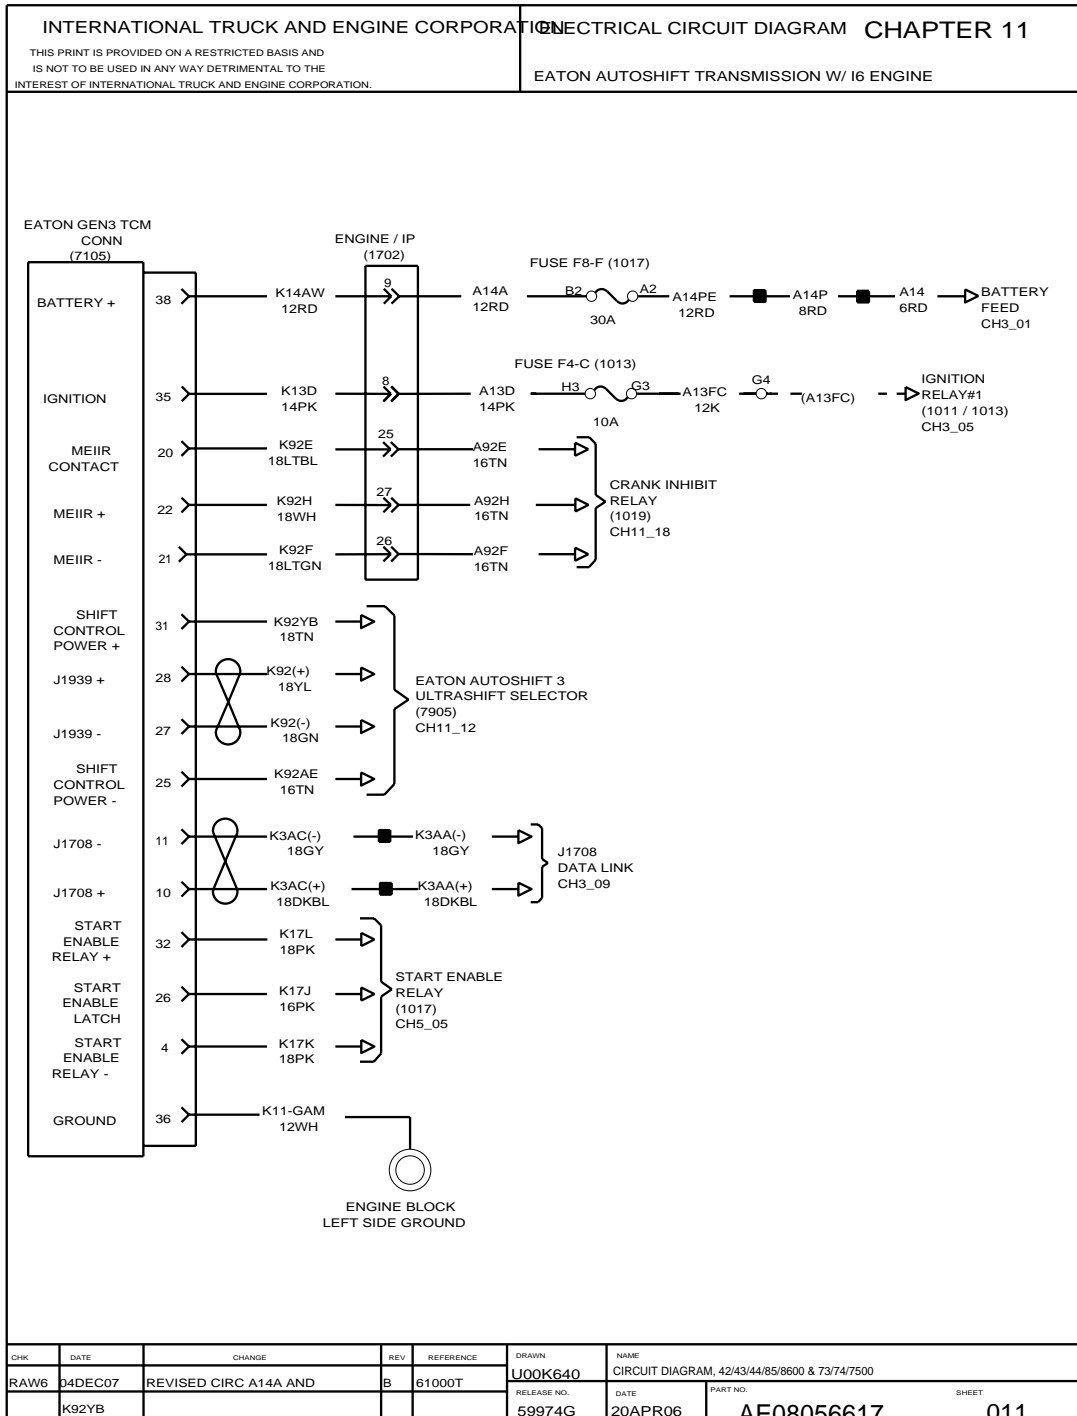 INTERNATIONAL TRUCK AND ENGINE CORPORATION
THIS PRINT IS PROVIDED ON A RESTRICTED BASIS AND
IS NOT TO BE USED IN ANY WAY DETRIMENTAL TO THE
INTEREST OF INTERNATIONAL TRUCK AND ENGINE CORPORATION.
ELECTRICAL CIRCUIT DIAGRAM CHAPTER 11
EATON AUTOSHIFT TRANSMISSION W/ I6 ENGINE
EATON GEN3 TCM
CONN
(7105)
ENGINE / IP
(1702)
FUSE F8-F (1017)
BATTERY +
38
K14AW
12RD
9
A14A
12RD
B2
A2
30A
A14PE
12RD
A14P
8RD
A14
6RD
BATTERY
FEED
CH3_01
FUSE F4-C (1013)
IGNITION
35
K13D
14PK
8
A13D
14PK
H3
G3
10A
A13FC
12K
G4
(A13FC)
IGNITION
RELAY#1
(1011 / 1013)
CH3_05
MEIIR
CONTACT
20
K92E
18LTBL
25
A92E
16TN
MEIIR +
22
K92H
18WH
27
A92H
16TN
MEIIR -
21
K92F
18LTGN
26
A92F
16TN
CRANK INHIBIT
RELAY
(1019)
CH11_18
SHIFT
CONTROL
POWER +
31
K92YB
18TN
J1939 +
28
K92(+)
18YL
J1939 -
27
K92(-)
18GN
SHIFT
CONTROL
POWER -
25
K92AE
16TN
EATON AUTOSHIFT 3
ULTRASHIFT SELECTOR
(7905)
CH11_12
J1708 -
11
K3AC(-)
18GY
K3AA(-)
18GY
J1708 +
10
K3AC(+)
18DKBL
K3AA(+)
18DKBL
J1708
DATA LINK
CH3_09
START
ENABLE
RELAY +
32
K17L
18PK
START
ENABLE
LATCH
26
K17J
16PK
START
ENABLE
RELAY -
4
K17K
18PK
START ENABLE
RELAY
(1017)
CH5_05
GROUND
36
K11-GAM
12WH
ENGINE BLOCK
LEFT SIDE GROUND
CHK DATE CHANGE REV REFERENCE
RAW6 04DEC07 REVISED CIRC A14A AND B 61000T
K92YB
DRAWN
U00K640
NAME
CIRCUIT DIAGRAM, 42/43/44/85/8600 & 73/74/7500
RELEASE NO.
59974G
DATE
20APR06
PART NO.
AE08056617
SHEET
011